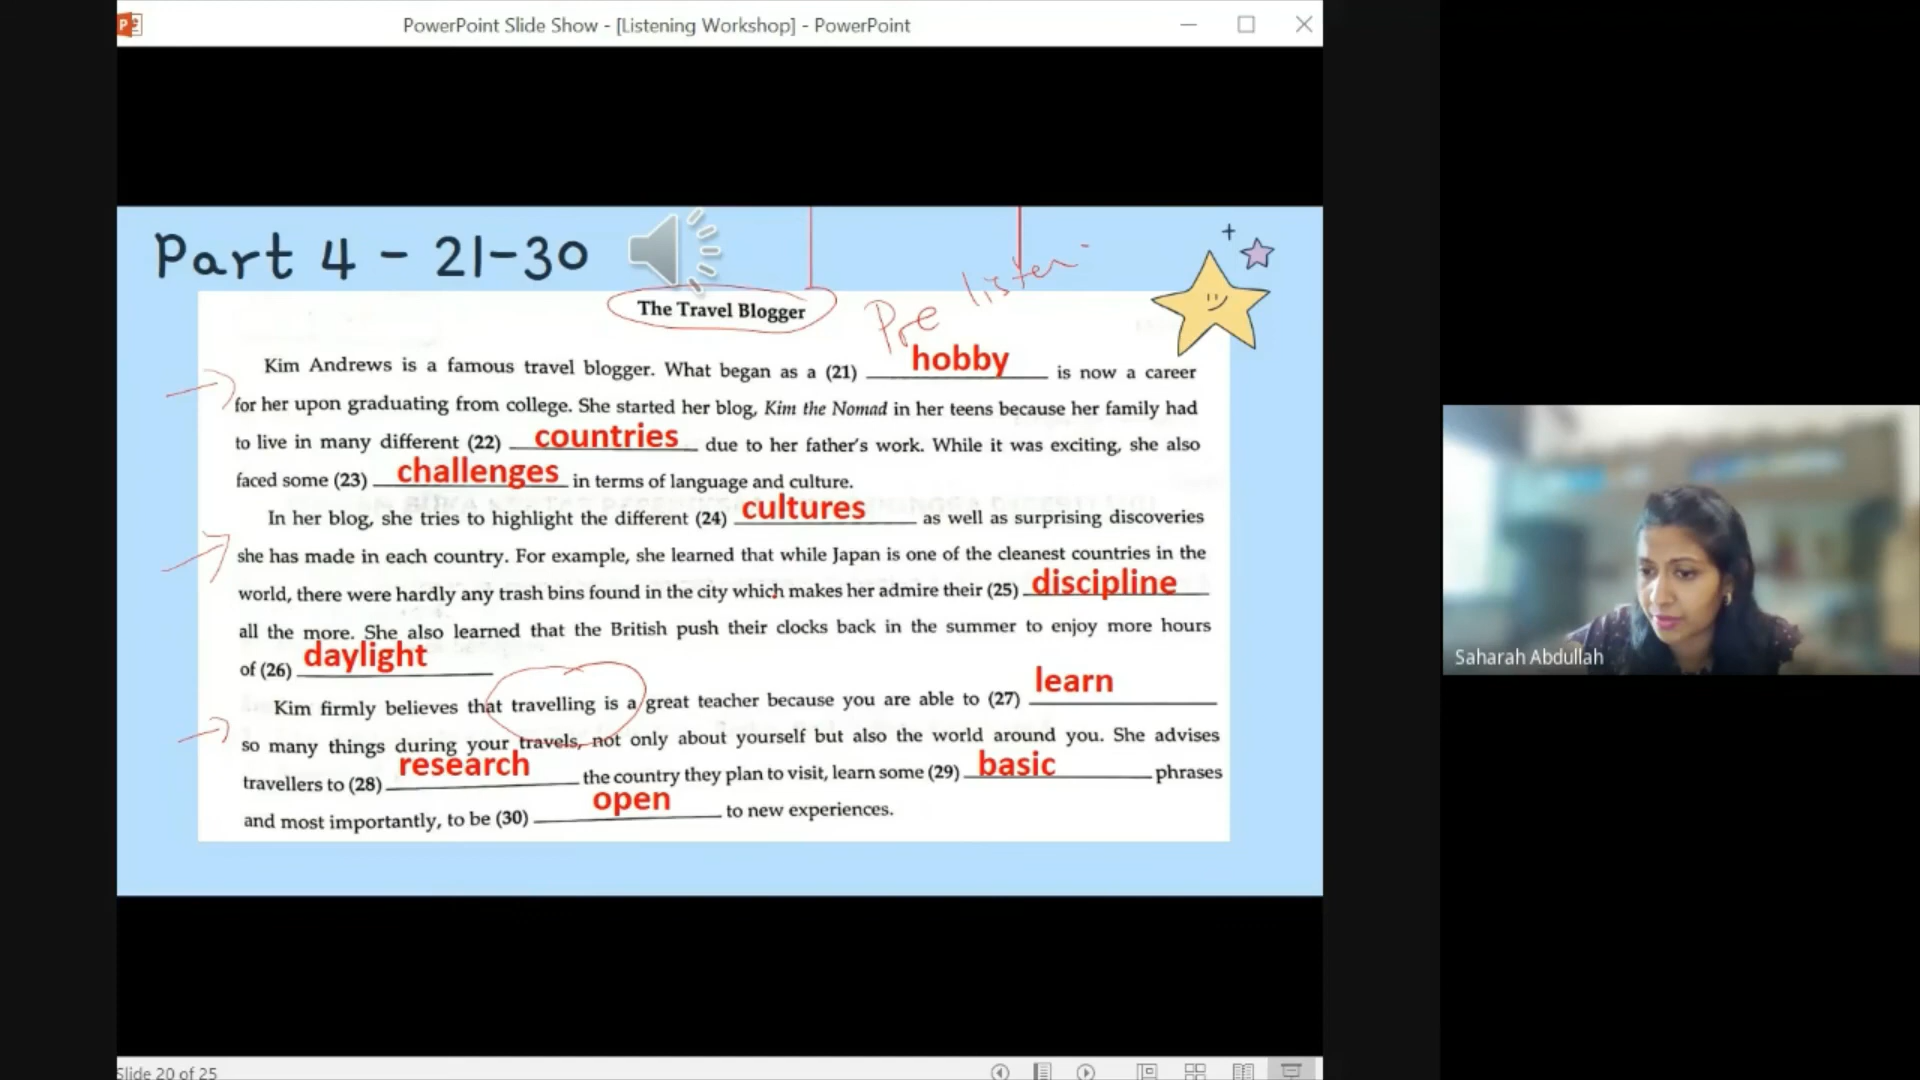 PowerPoint Slide Show - [Listening Workshop] - PowerPoint
Part 4 - 21-30
Pre listen
The Travel Blogger
Kim Andrews is a famous travel blogger. What began as a (21) hobby is now a career
for her upon graduating from college. She started her blog, Kim the Nomad in her teens because her family had
to live in many different (22) countries due to her father's work. While it was exciting, she also
faced some (23) challenges in terms of language and culture.
In her blog, she tries to highlight the different (24) cultures as well as surprising discoveries
she has made in each country. For example, she learned that while Japan is one of the cleanest countries in the
world, there were hardly any trash bins found in the city which makes her admire their (25) discipline
all the more. She also learned that the British push their clocks back in the summer to enjoy more hours
of (26) daylight
Kim firmly believes that travelling is a great teacher because you are able to (27) learn
so many things during your travels, not only about yourself but also the world around you. She advises
travellers to (28) research the country they plan to visit, learn some (29) basic phrases
and most importantly, to be (30) open to new experiences.
Saharah Abdullah
Slide 20 of 25